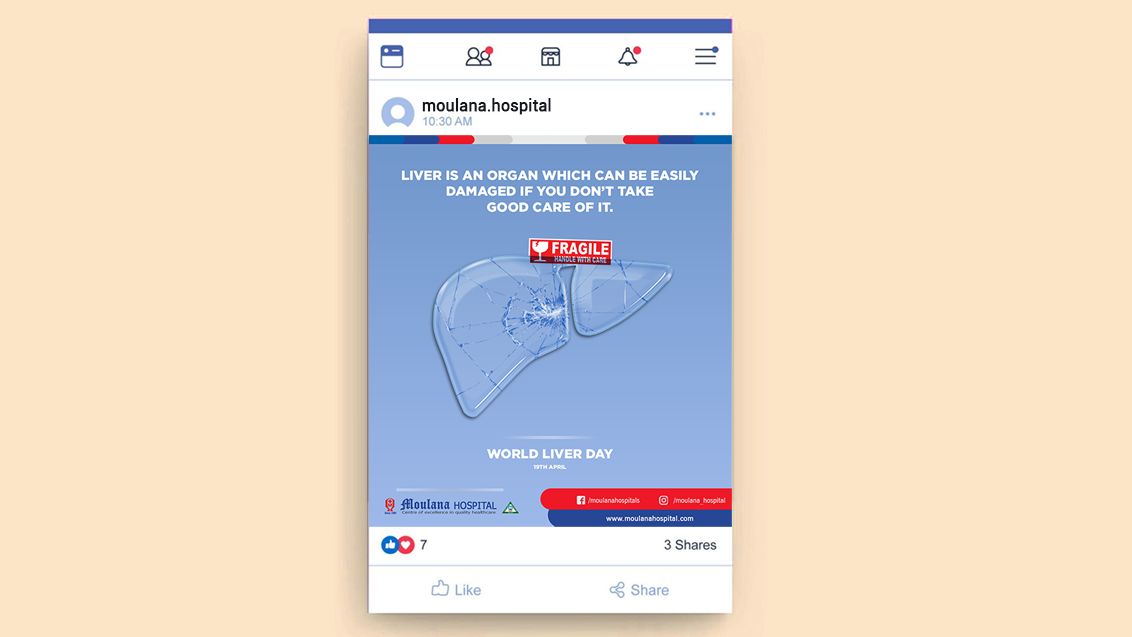 moulana.hospital
10:30 AM
LIVER IS AN ORGAN WHICH CAN BE EASILY
DAMAGED IF YOU DON'T TAKE
GOOD CARE OF IT.
FRAGILE
HANDLE WITH CARE
WORLD LIVER DAY
19TH APRIL
Moulana HOSPITAL
Centre of excellence in quality healthcare
/moulanahospitals
/moulana_hospital
www.moulanahospital.com
7
3 Shares
Like
Share